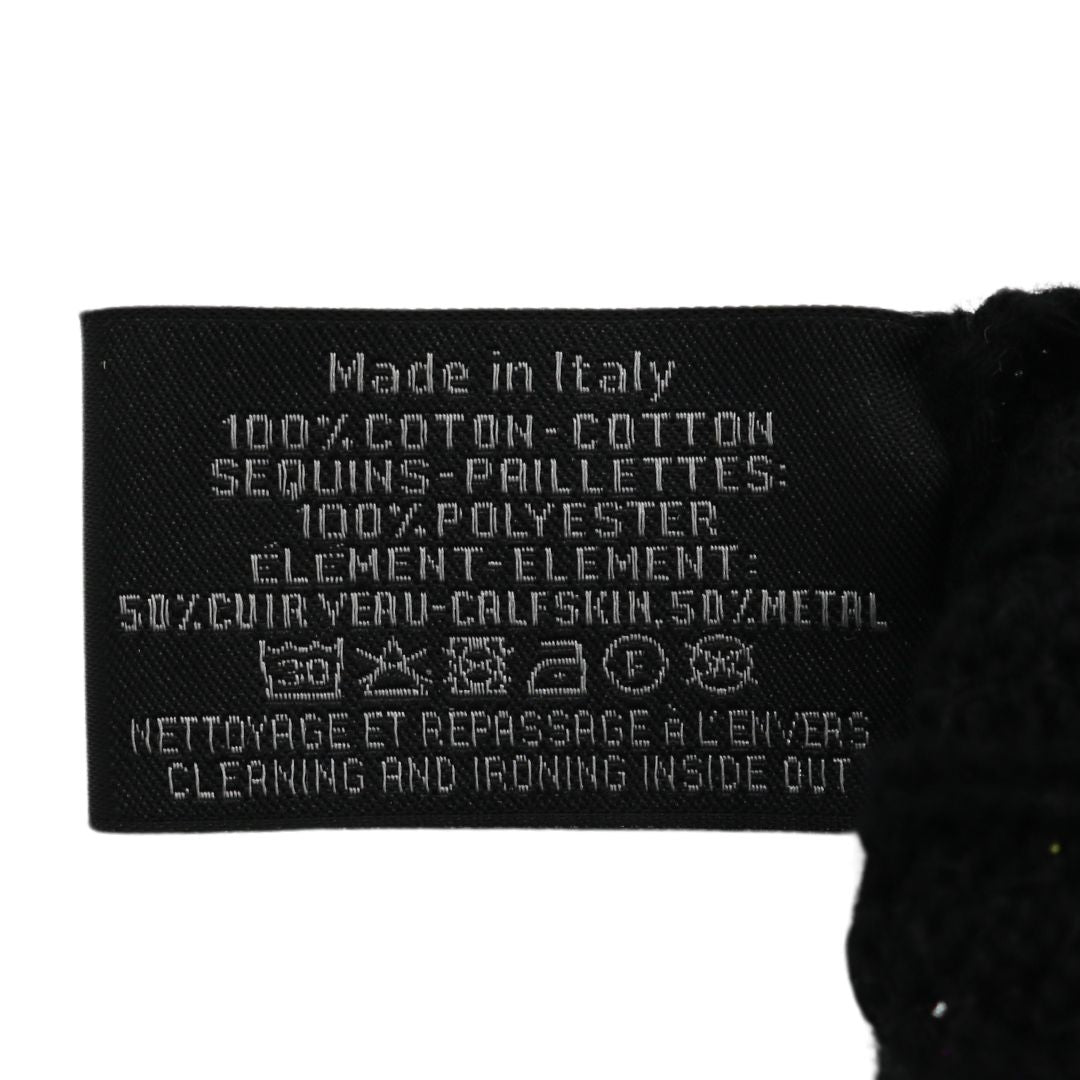 Made in Italy
100%COTON-COTTON
SEQUINS-PAILLETTES:
100%POLYESTER
ÉLÉMENT-ELEMENT:
50%CUIR VEAU-CALFSKIN, 50%METAL
30 F
NETTOYAGE ET REPASSAGE À L'ENVERS
CLEANING AND IRONING INSIDE OUT